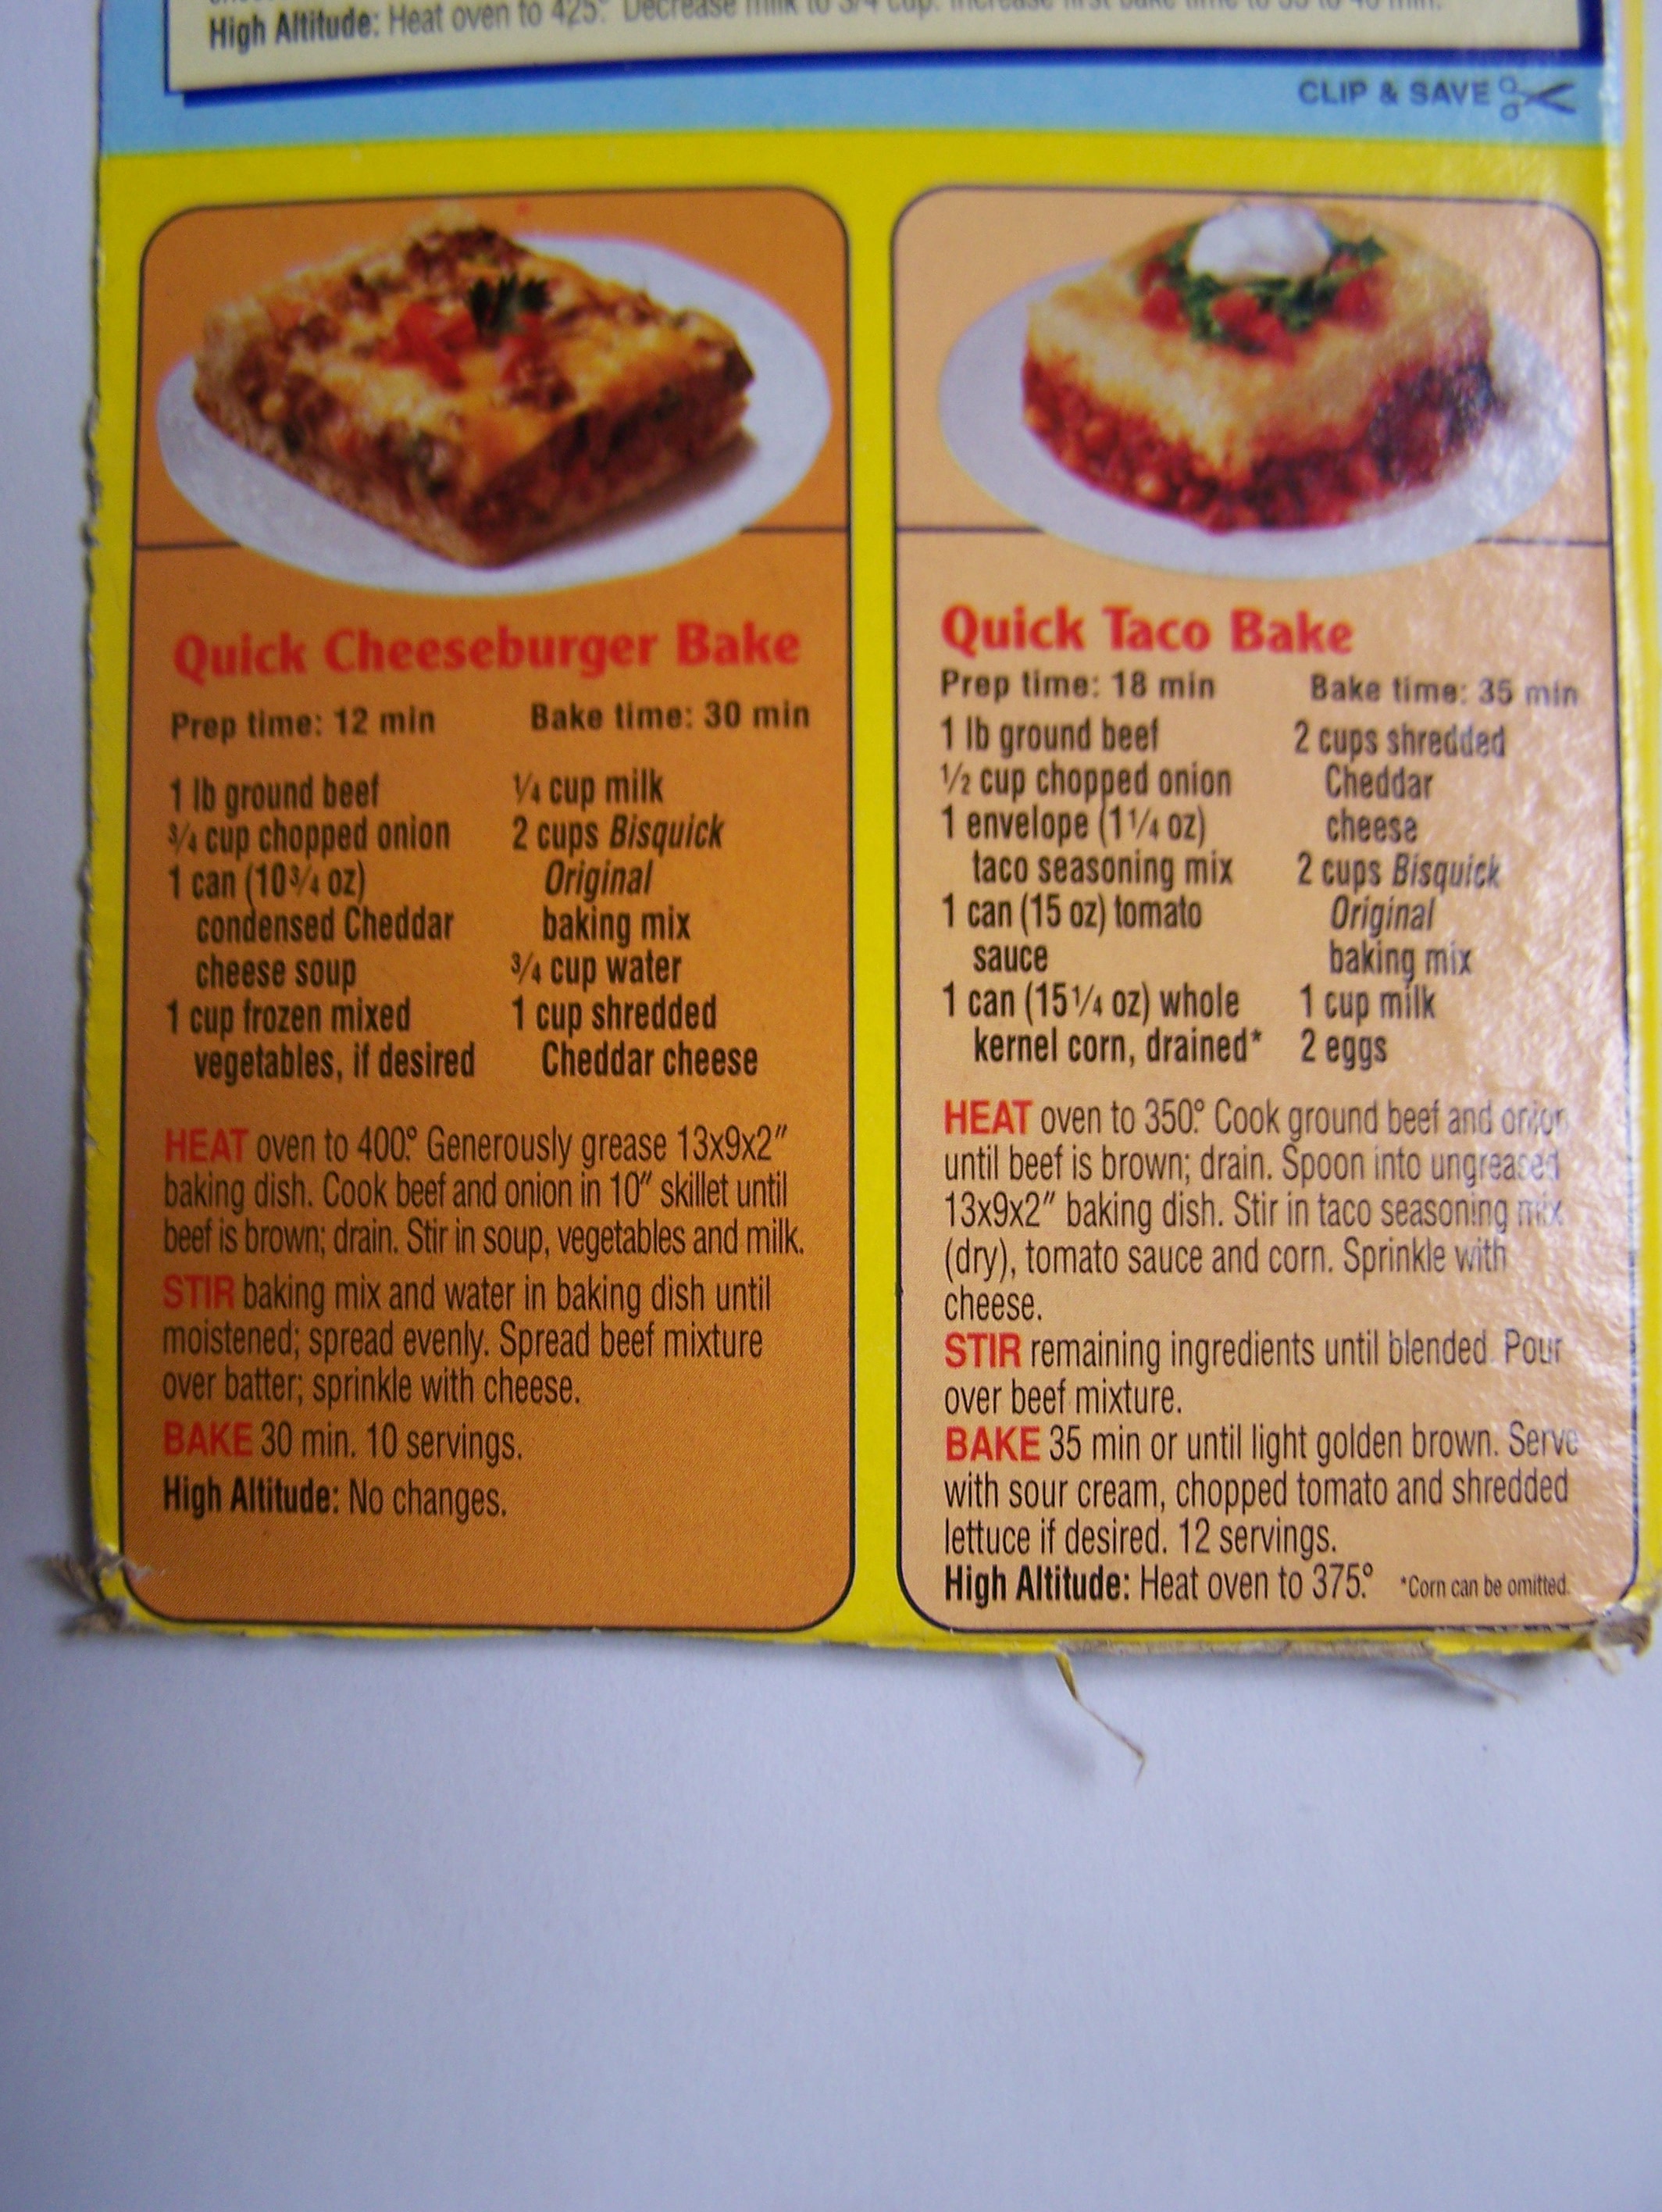 High Altitude: Heat oven to 425°. Decrease milk to 3/4 cup. Increase first bake time to 35 to 40 min.
CLIP & SAVE
Quick Cheeseburger Bake
Prep time: 12 min Bake time: 30 min
1 lb ground beef
3/4 cup chopped onion
1 can (10 3/4 oz)
condensed Cheddar
cheese soup
1 cup frozen mixed
vegetables, if desired
1/4 cup milk
2 cups Bisquick
Original
baking mix
3/4 cup water
1 cup shredded
Cheddar cheese
HEAT oven to 400°. Generously grease 13x9x2"
baking dish. Cook beef and onion in 10" skillet until
beef is brown; drain. Stir in soup, vegetables and milk.
STIR baking mix and water in baking dish until
moistened; spread evenly. Spread beef mixture
over batter; sprinkle with cheese.
BAKE 30 min. 10 servings.
High Altitude: No changes.
Quick Taco Bake
Prep time: 18 min Bake time: 35 min
1 lb ground beef
1/2 cup chopped onion
1 envelope (1 1/4 oz)
taco seasoning mix
1 can (15 oz) tomato
sauce
1 can (15 1/4 oz) whole
kernel corn, drained*
2 cups shredded
Cheddar
cheese
2 cups Bisquick
Original
baking mix
1 cup milk
2 eggs
HEAT oven to 350°. Cook ground beef and onion
until beef is brown; drain. Spoon into ungreased
13x9x2" baking dish. Stir in taco seasoning mix
(dry), tomato sauce and corn. Sprinkle with
cheese.
STIR remaining ingredients until blended. Pour
over beef mixture.
BAKE 35 min or until light golden brown. Serve
with sour cream, chopped tomato and shredded
lettuce if desired. 12 servings.
High Altitude: Heat oven to 375°. *Corn can be omitted.